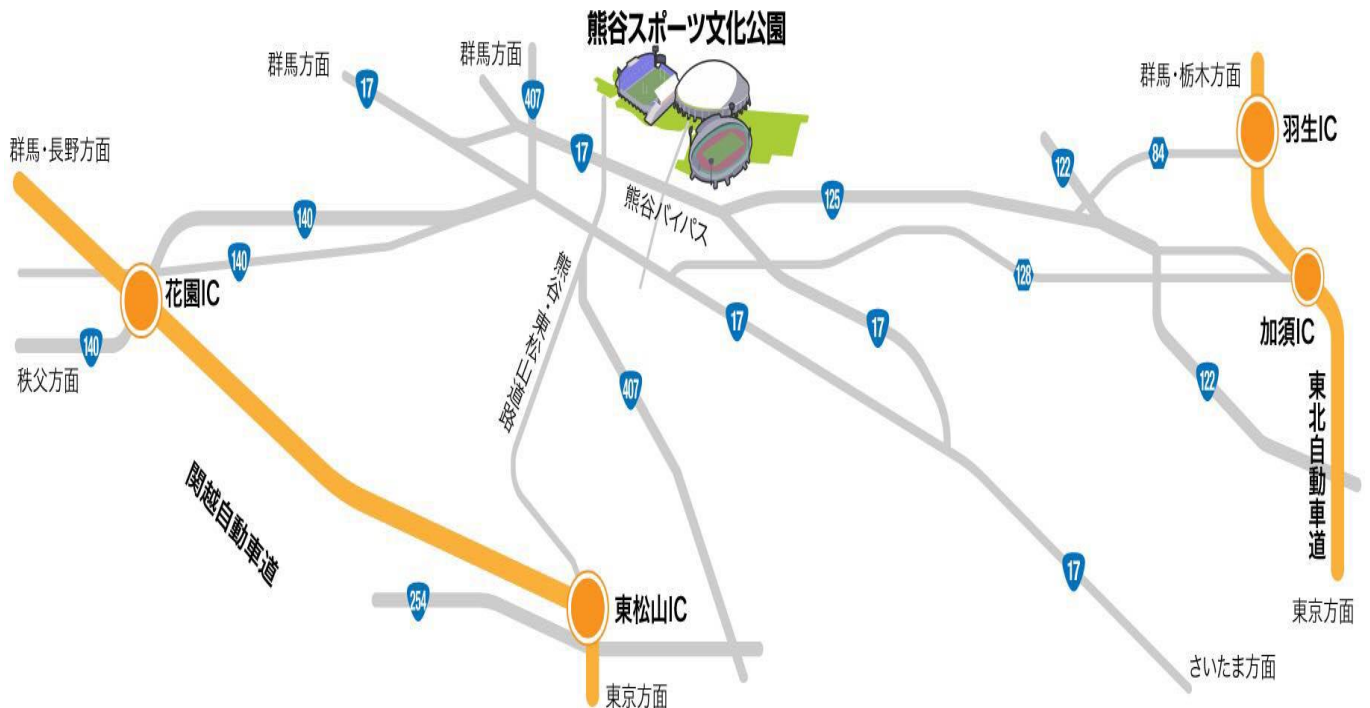 熊谷スポーツ文化公園
群馬方面
群馬方面
群馬・栃木方面
17
407
羽生IC
群馬・長野方面
17
122
84
140
熊谷バイパス
125
140
128
花園IC
熊谷・東松山道路
17
17
加須IC
140
秩父方面
407
122
東北自動車道
関越自動車道
17
254
東松山IC
東京方面
さいたま方面
東京方面